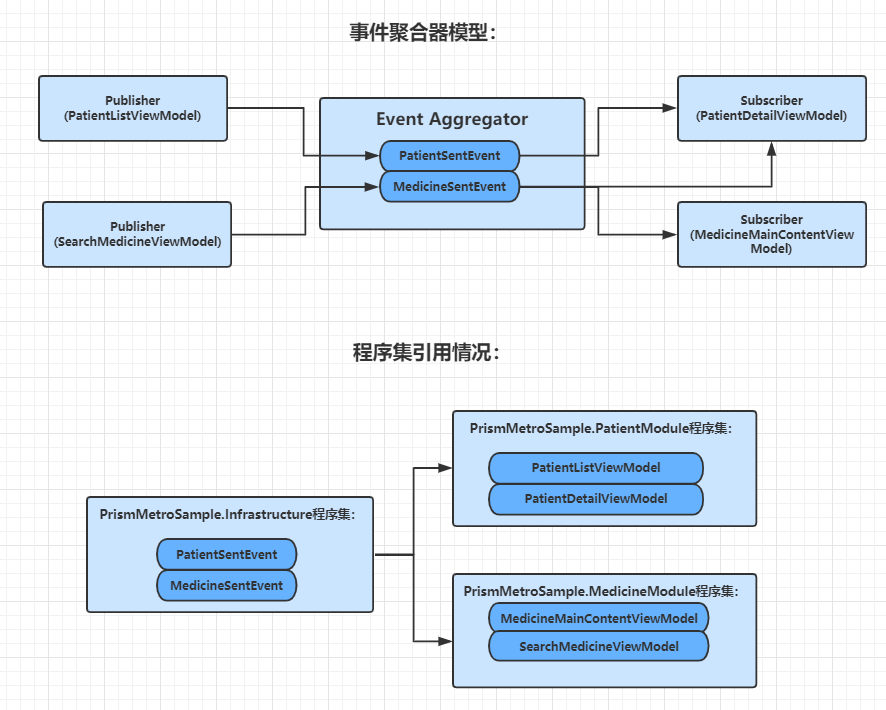 事件聚合器模型：
Publisher
(PatientListViewModel)
Event Aggregator
PatientSentEvent
MedicineSentEvent
Subscriber
(PatientDetailViewModel)
Publisher
(SearchMedicineViewModel)
Subscriber
(MedicineMainContentView
Model)
程序集引用情况：
PrismMetroSample.Infrastructure程序集：
PatientSentEvent
MedicineSentEvent
PrismMetroSample.PatientModule程序集：
PatientListViewModel
PatientDetailViewModel
PrismMetroSample.MedicineModule程序集：
MedicineMainContentViewModel
SearchMedicineViewModel